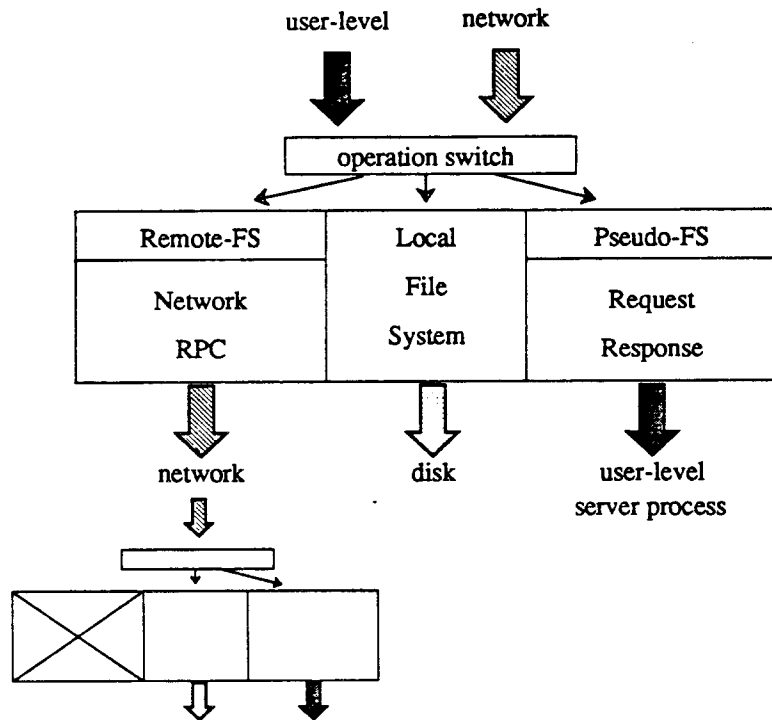 user-level
network
operation switch
Remote-FS
Local
Pseudo-FS
Network
File
Request
RPC
System
Response
network
disk
user-level
server process